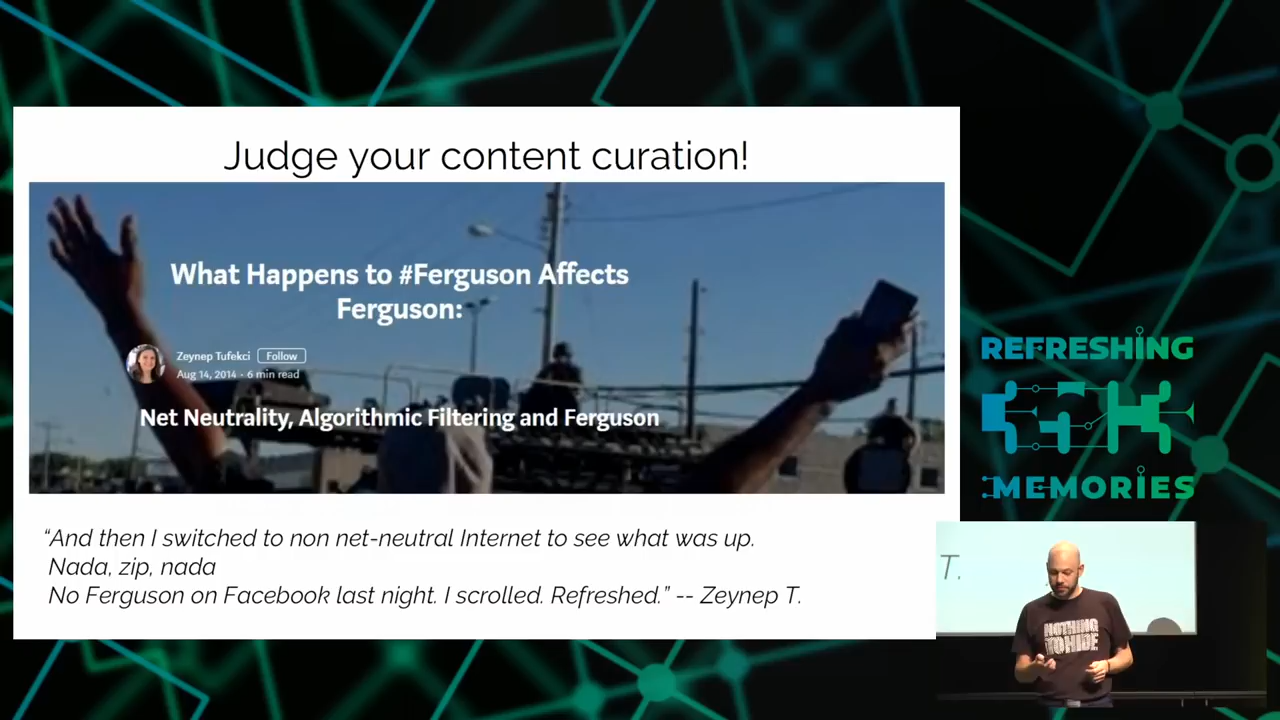 Judge your content curation!
What Happens to #Ferguson Affects
Ferguson:
Zeynep Tufekci Follow
Aug 14, 2014 · 6 min read
Net Neutrality, Algorithmic Filtering and Ferguson
“And then I switched to non net-neutral Internet to see what was up.
Nada, zip, nada
No Ferguson on Facebook last night. I scrolled. Refreshed.” -- Zeynep T.
REFRESHING
MEMORIES
T.
NOTHING
TO HIDE